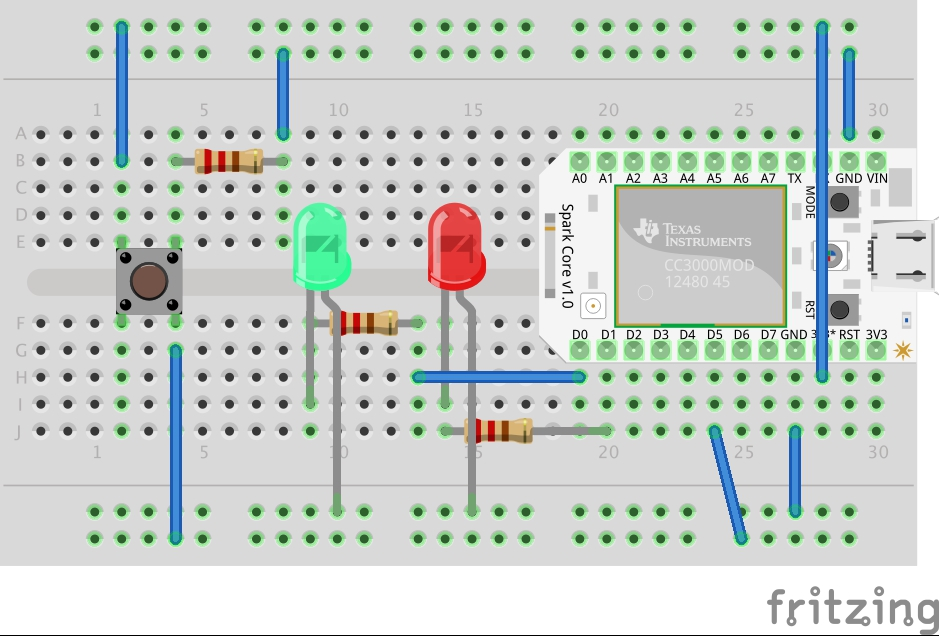 1 5 10 15 20 25 30
A
B
C
D
E
F
G
H
I
J
A0 A1 A2 A3 A4 A5 A6 A7 TX GND VIN
MODE
Spark Core v1.0
TEXAS
INSTRUMENTS
CC3000MOD
12480 45
RST
D0 D1 D2 D3 D4 D5 D6 D7 GND 3 3* RST 3V3
1 5 10 15 20 25 30
fritzing